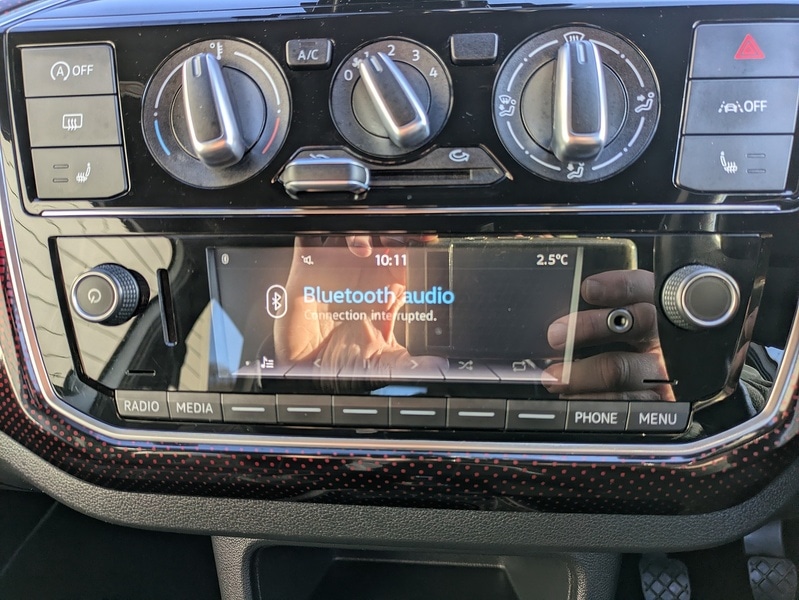 A OFF
A/C
0 1 2 3 4
OFF
10:11
2.5°C
Bluetooth audio
Connection interrupted.
RADIO
MEDIA
PHONE
MENU